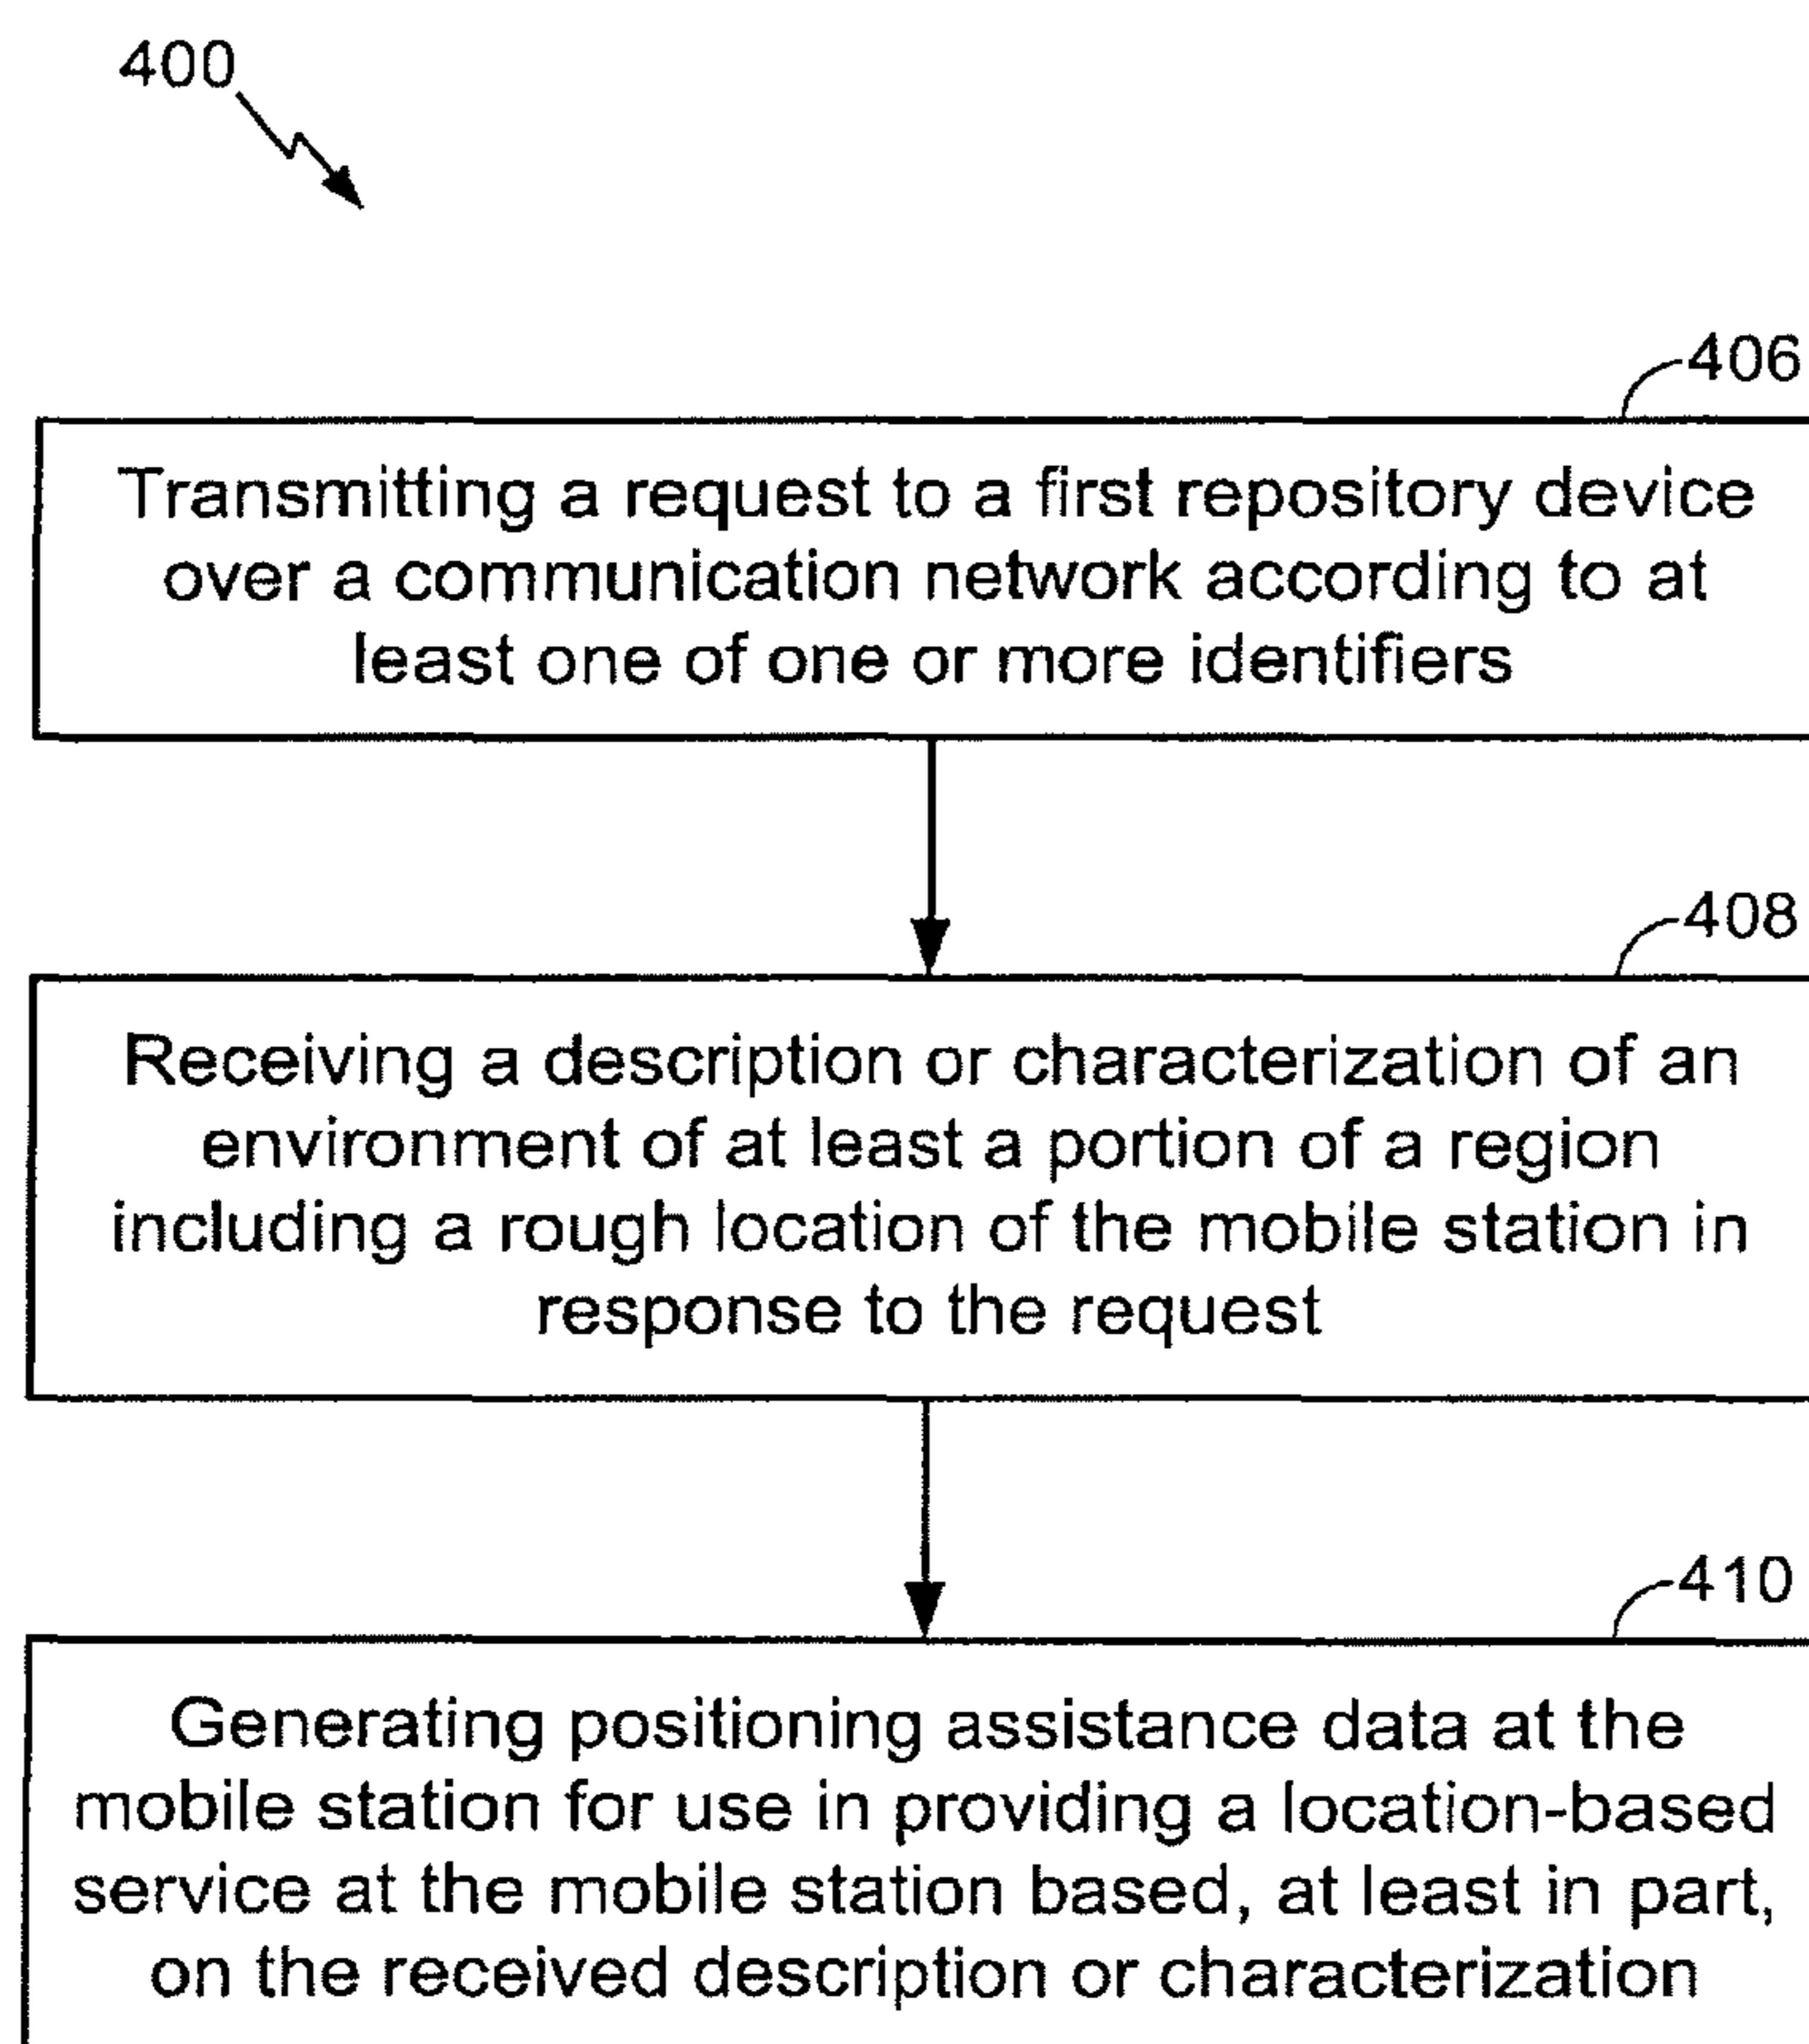 400
406
Transmitting a request to a first repository device
over a communication network according to at
least one of one or more identifiers
408
Receiving a description or characterization of an
environment of at least a portion of a region
including a rough location of the mobile station in
response to the request
410
Generating positioning assistance data at the
mobile station for use in providing a location-based
service at the mobile station based, at least in part,
on the received description or characterization